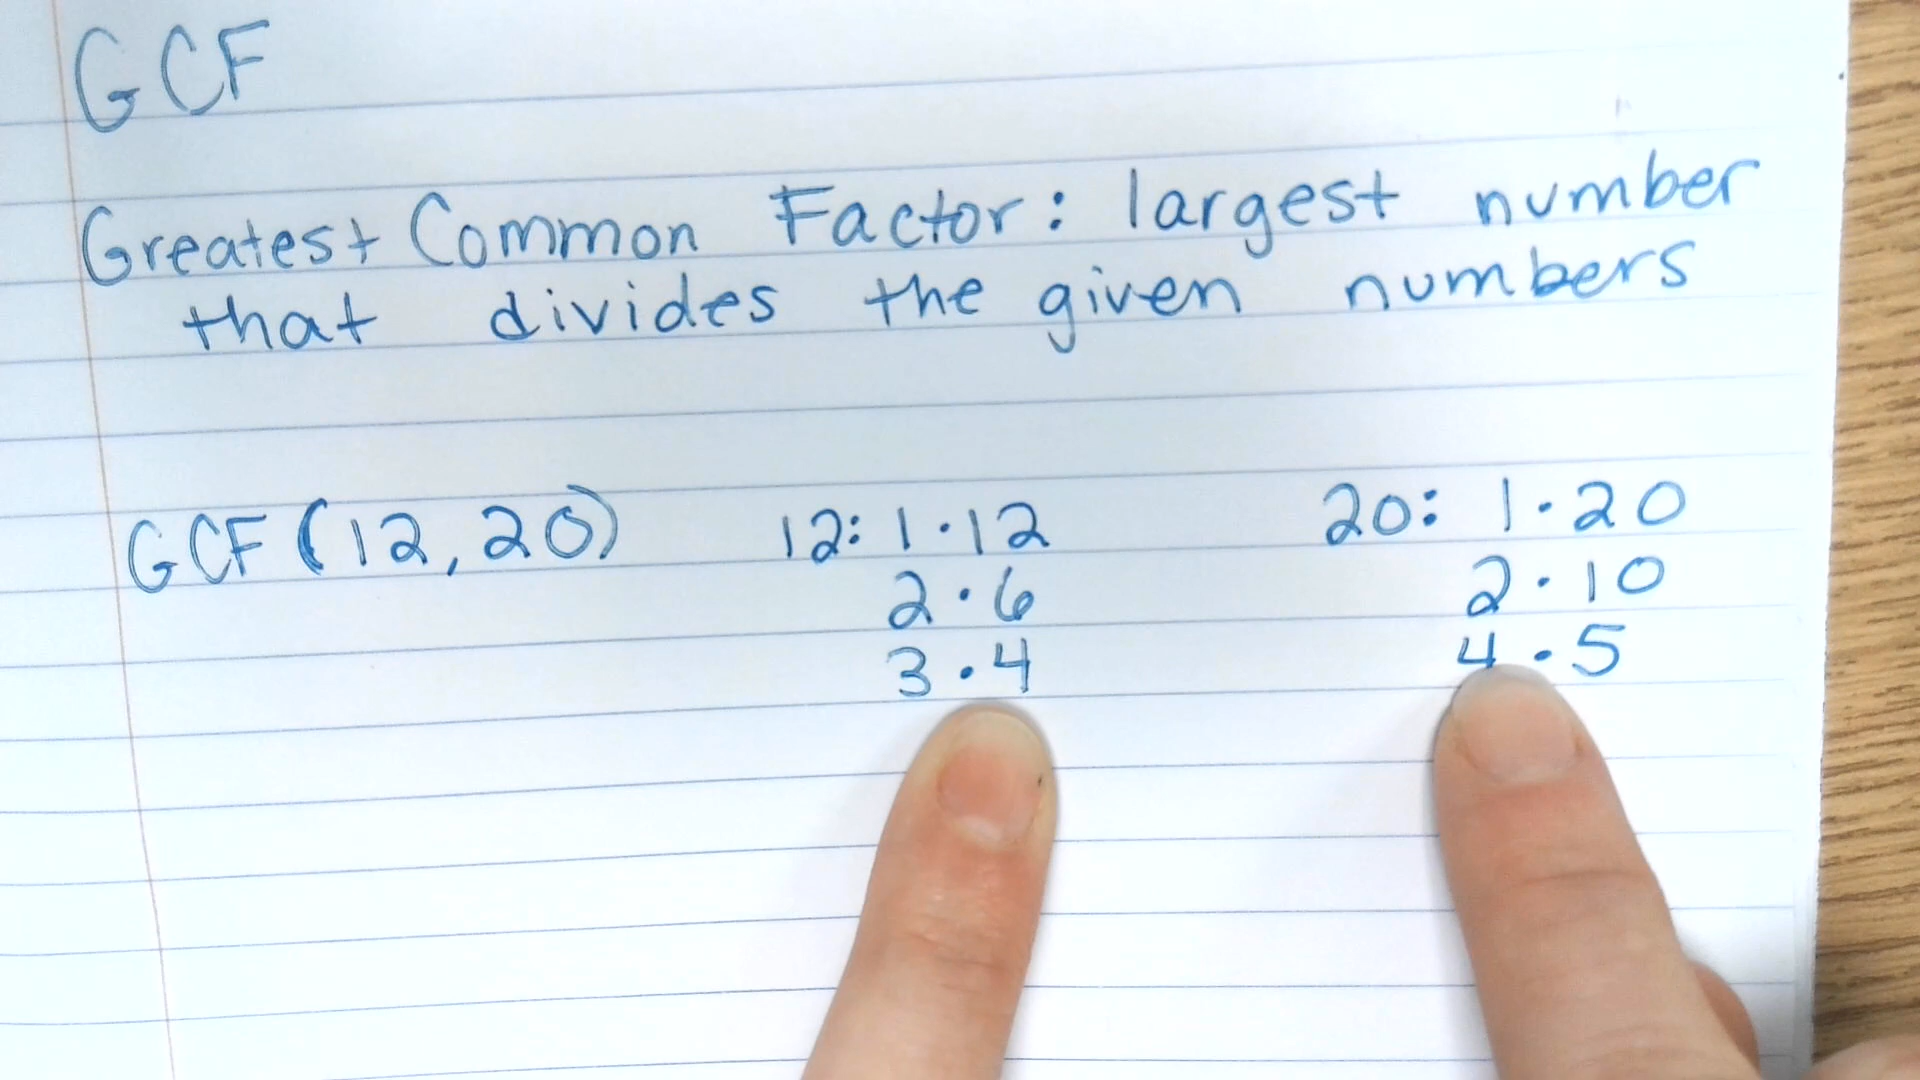 GCF
Greatest Common Factor: largest number
that divides the given numbers
GCF (12, 20) 12: 1·12 20: 1·20
2·6 2·10
3·4 4·5